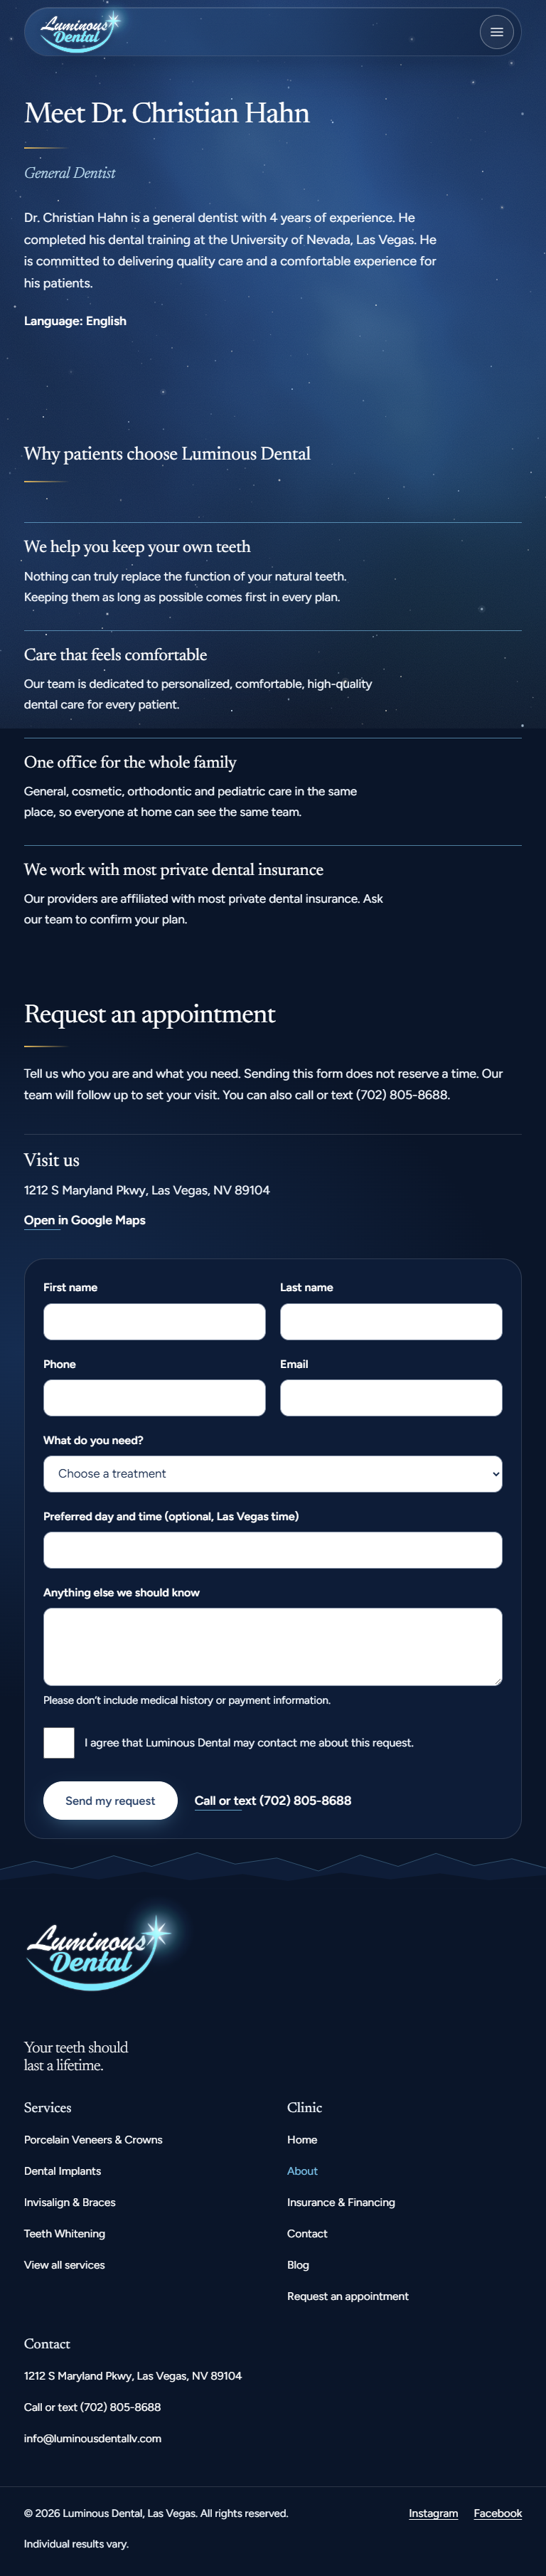 Luminous
Dental
Meet Dr. Christian Hahn
General Dentist
Dr. Christian Hahn is a general dentist with 4 years of experience. He
completed his dental training at the University of Nevada, Las Vegas. He
is committed to delivering quality care and a comfortable experience for
his patients.
Language: English
Why patients choose Luminous Dental
We help you keep your own teeth
Nothing can truly replace the function of your natural teeth.
Keeping them as long as possible comes first in every plan.
Care that feels comfortable
Our team is dedicated to personalized, comfortable, high-quality
dental care for every patient.
One office for the whole family
General, cosmetic, orthodontic and pediatric care in the same
place, so everyone at home can see the same team.
We work with most private dental insurance
Our providers are affiliated with most private dental insurance. Ask
our team to confirm your plan.
Request an appointment
Tell us who you are and what you need. Sending this form does not reserve a time. Our
team will follow up to set your visit. You can also call or text (702) 805-8688.
Visit us
1212 S Maryland Pkwy, Las Vegas, NV 89104
Open in Google Maps
First name
Last name
Phone
Email
What do you need?
Choose a treatment
Preferred day and time (optional, Las Vegas time)
Anything else we should know
Please don't include medical history or payment information.
I agree that Luminous Dental may contact me about this request.
Send my request
Call or text (702) 805-8688
Luminous
Dental
Your teeth should
last a lifetime.
Services
Porcelain Veneers & Crowns
Dental Implants
Invisalign & Braces
Teeth Whitening
View all services
Clinic
Home
About
Insurance & Financing
Contact
Blog
Request an appointment
Contact
1212 S Maryland Pkwy, Las Vegas, NV 89104
Call or text (702) 805-8688
info@luminousdentallv.com
© 2026 Luminous Dental, Las Vegas. All rights reserved.
Instagram
Facebook
Individual results vary.